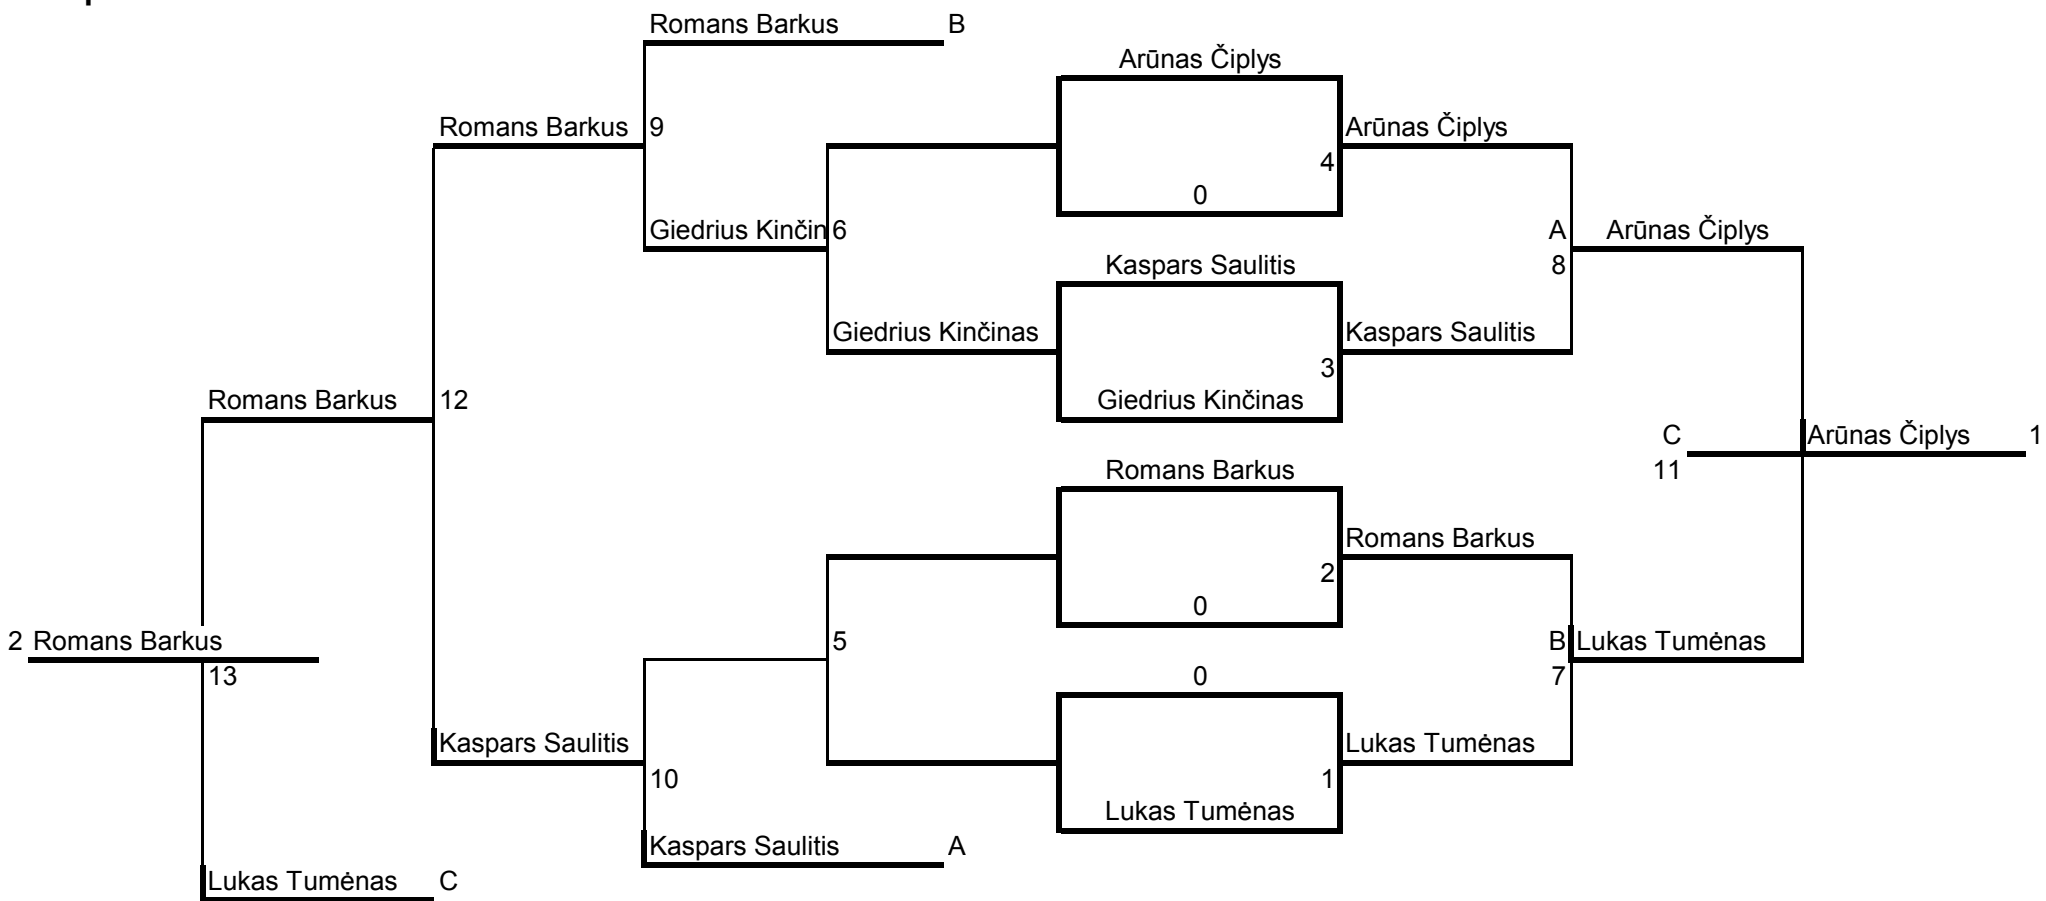 Romans Barkus B
Arūnas Čiplys
Romans Barkus 9 Arūnas Čiplys
4
0
Giedrius Kinčin 6 A Arūnas Čiplys
Kaspars Saulitis 8
Giedrius Kinčinas Kaspars Saulitis
3
Romans Barkus 12 Giedrius Kinčinas
C Arūnas Čiplys 1
Romans Barkus 11
Romans Barkus
2
0
2 Romans Barkus 5 B Lukas Tumėnas
13 0 7
Kaspars Saulitis Lukas Tumėnas
10 1
Lukas Tumėnas
Kaspars Saulitis A
Lukas Tumėnas C